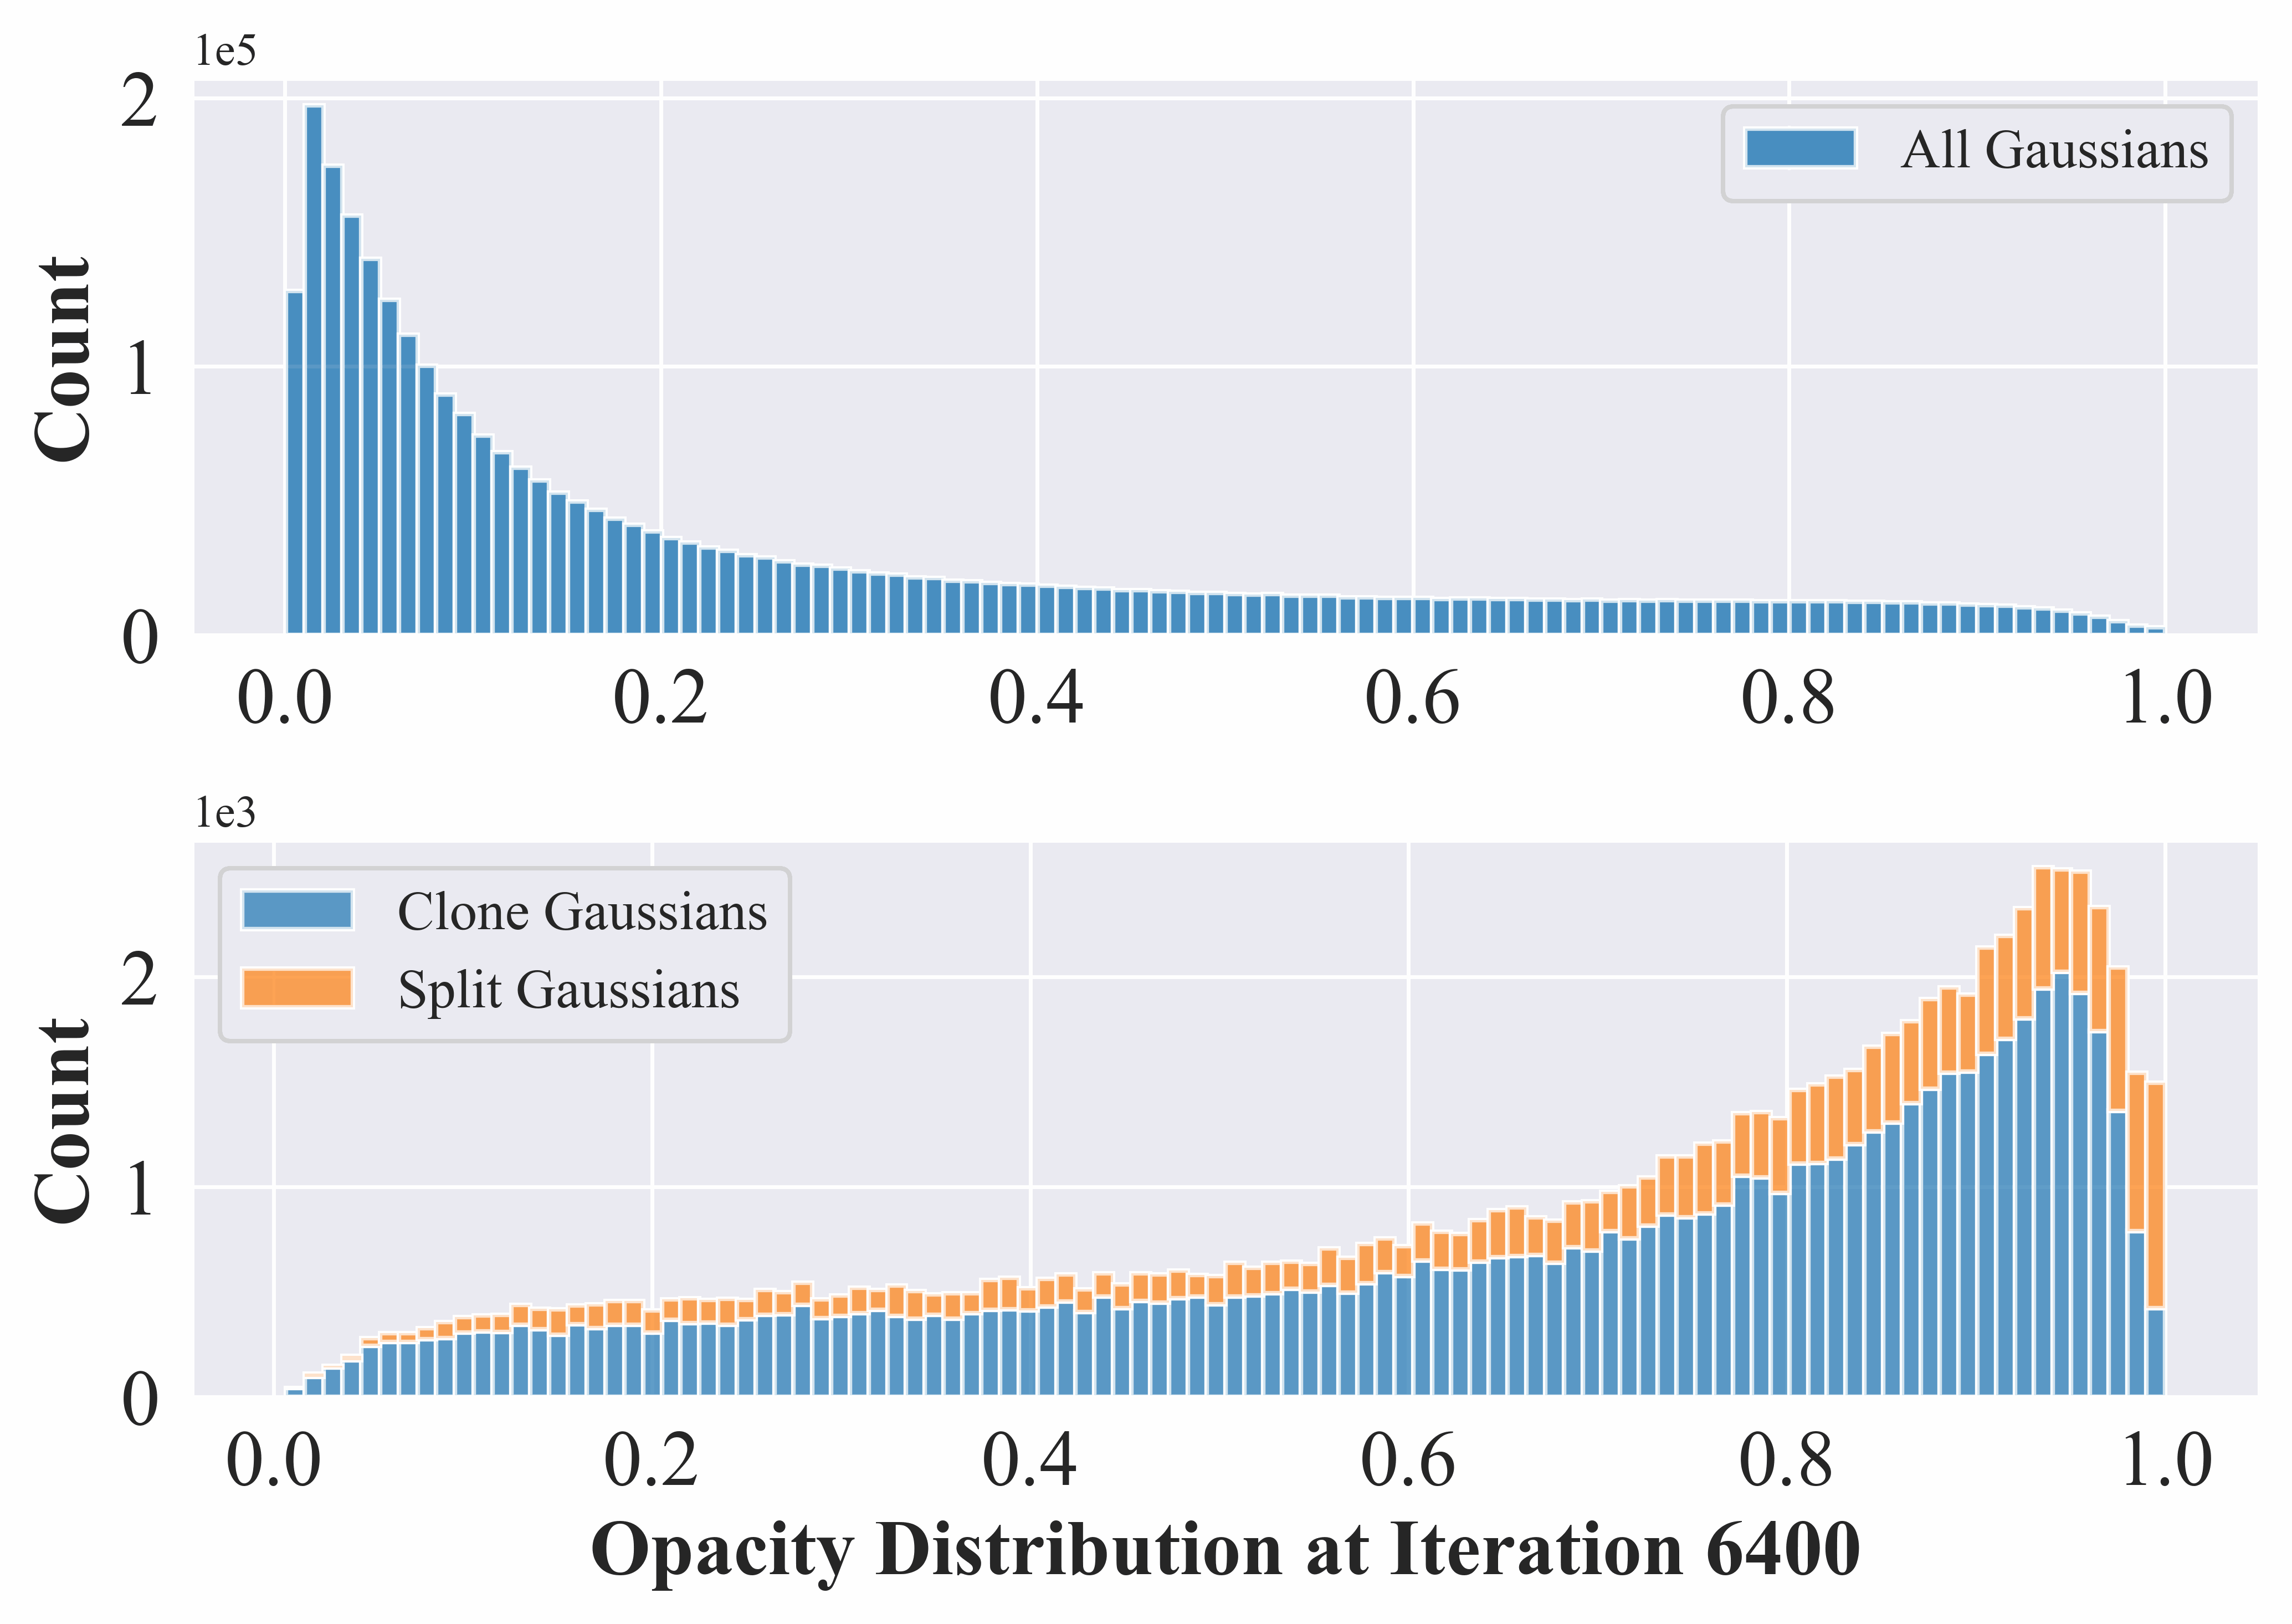 1e5
2
1
0
Count
All Gaussians
0.0 0.2 0.4 0.6 0.8 1.0
1e3
2
1
0
Count
Clone Gaussians
Split Gaussians
0.0 0.2 0.4 0.6 0.8 1.0
Opacity Distribution at Iteration 6400